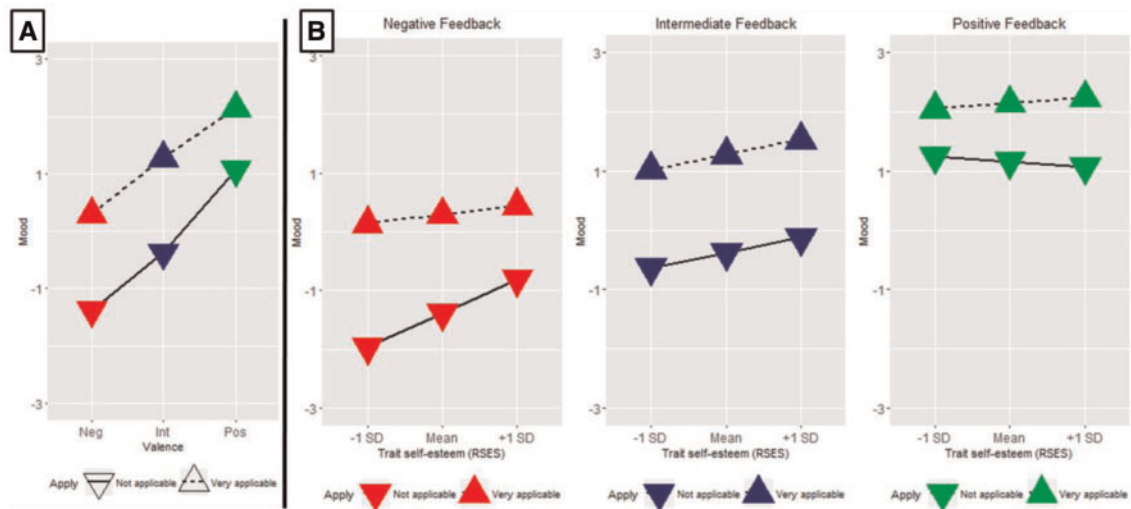 A
3
1
-1
-3
Mood
Neg Int Pos
Valence
Apply Not applicable Very applicable
B
Negative Feedback
3
1
-1
-3
Mood
-1 SD Mean +1 SD
Trait self-esteem (RSES)
Apply Not applicable Very applicable
Intermediate Feedback
3
1
-1
-3
Mood
-1 SD Mean +1 SD
Trait self-esteem (RSES)
Apply Not applicable Very applicable
Positive Feedback
3
1
-1
-3
Mood
-1 SD Mean +1 SD
Trait self-esteem (RSES)
Apply Not applicable Very applicable